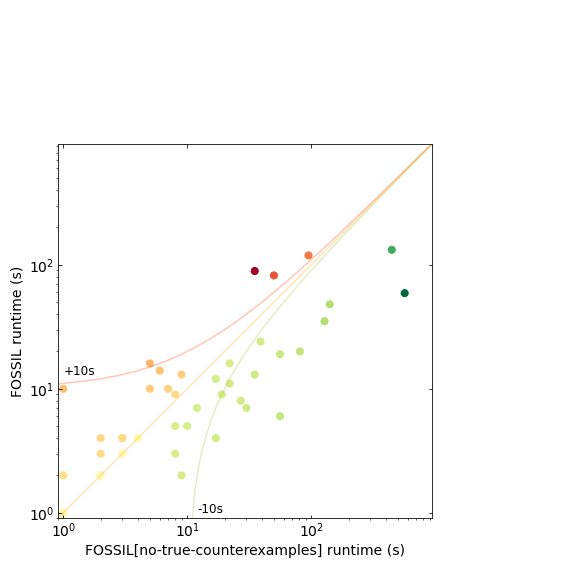 10²
10¹
10⁰
FOSSIL runtime (s)
+10s
-10s
10⁰
10¹
10²
FOSSIL[no-true-counterexamples] runtime (s)